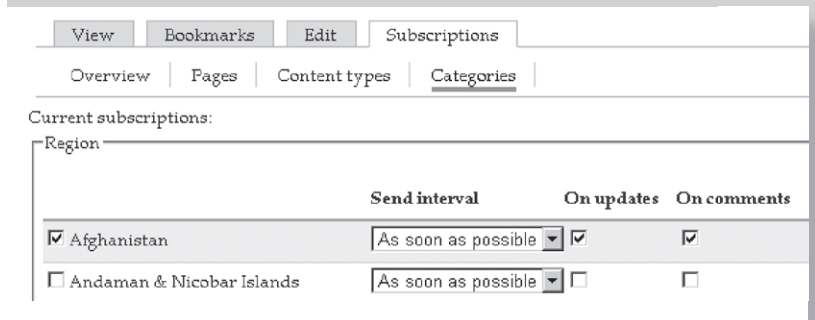 View Bookmarks Edit Subscriptions
Overview Pages Content types Categories
Current subscriptions:
Region
Send interval On updates On comments
Afghanistan As soon as possible
Andaman & Nicobar Islands As soon as possible